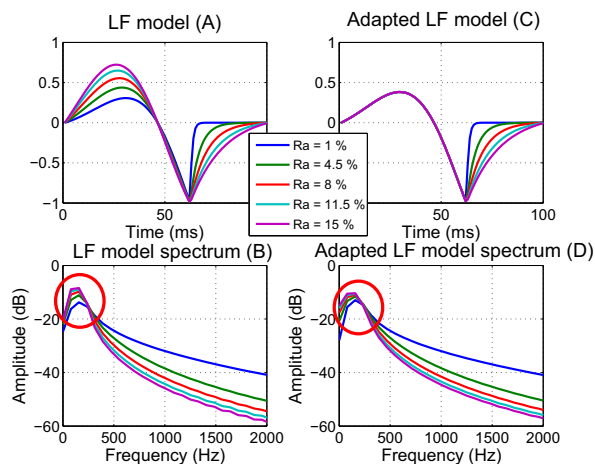 LF model (A)
Adapted LF model (C)
1
0.5
0
−0.5
−1
0
50
Time (ms)
1
0.5
0
0
50
100
Time (ms)
Ra = 1 %
Ra = 4.5 %
Ra = 8 %
Ra = 11.5 %
Ra = 15 %
LF model spectrum (B)
Adapted LF model spectrum (D)
0
−20
−40
−60
Amplitude (dB)
0
500
1000
1500
2000
Frequency (Hz)
0
−20
−40
−60
Amplitude (dB)
0
500
1000
1500
2000
Frequency (Hz)